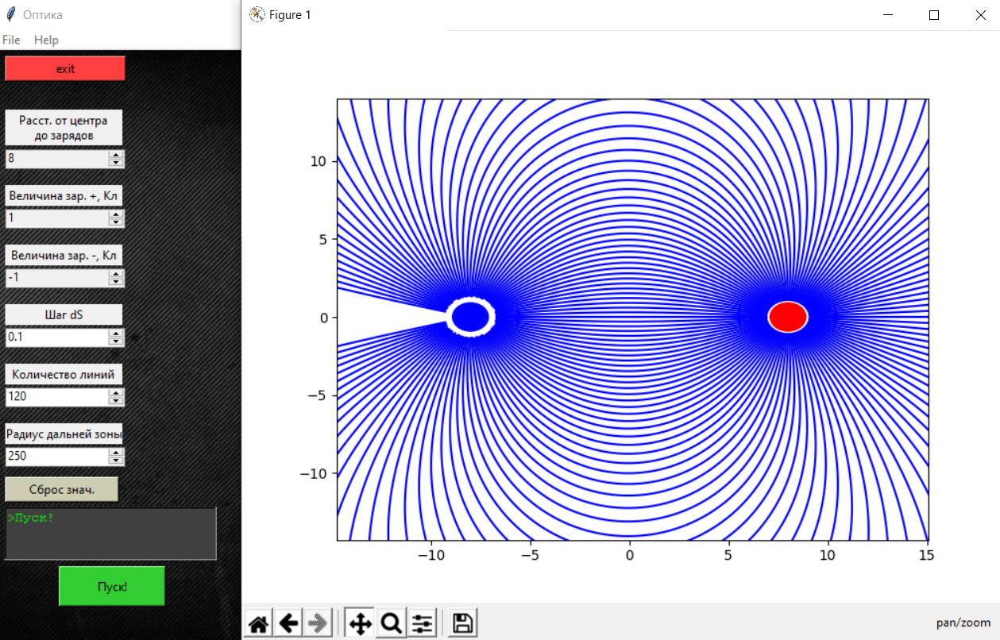 Оптика
File Help
exit
Расст. от центра
до зарядов
8
Величина зар. +, Кл
1
Величина зар. -, Кл
-1
Шаг dS
0.1
Количество линий
120
Радиус дальней зоны
250
Сброс знач.
>Пуск!
Пуск!
Figure 1
10
5
0
−5
−10
−10 −5 0 5 10 15
pan/zoom